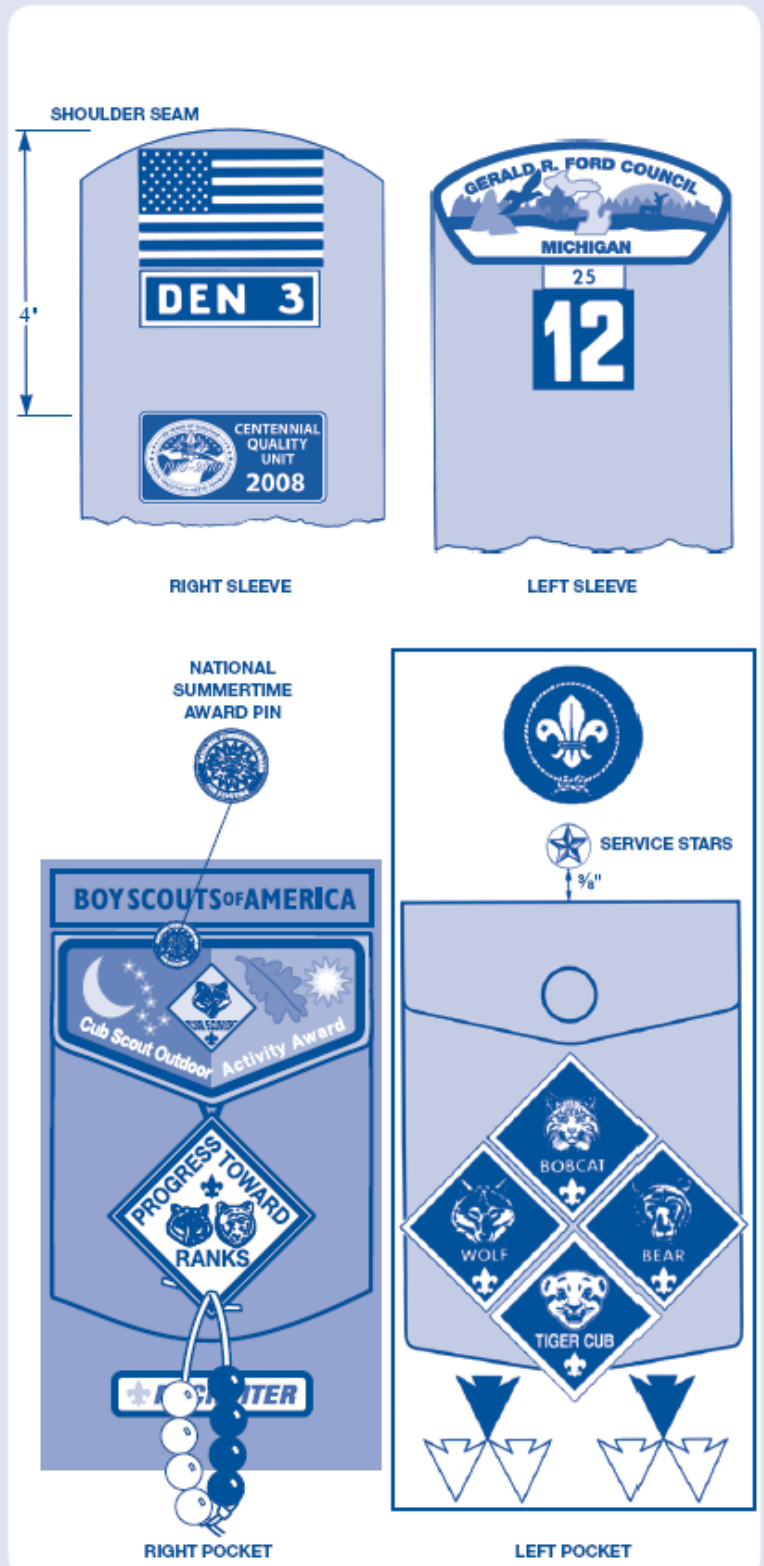 SHOULDER SEAM
4'
DEN 3
CENTENNIAL
QUALITY
UNIT
2008
RIGHT SLEEVE
GERALD R. FORD COUNCIL
MICHIGAN
25
12
LEFT SLEEVE
NATIONAL
SUMMERTIME
AWARD PIN
BOY SCOUTS OF AMERICA
Cub Scout Outdoor Activity Award
CUB SCOUTS
PROGRESS TOWARD
RANKS
RIGHT POCKET
SERVICE STARS
3/8"
BOBCAT
WOLF
BEAR
TIGER CUB
LEFT POCKET